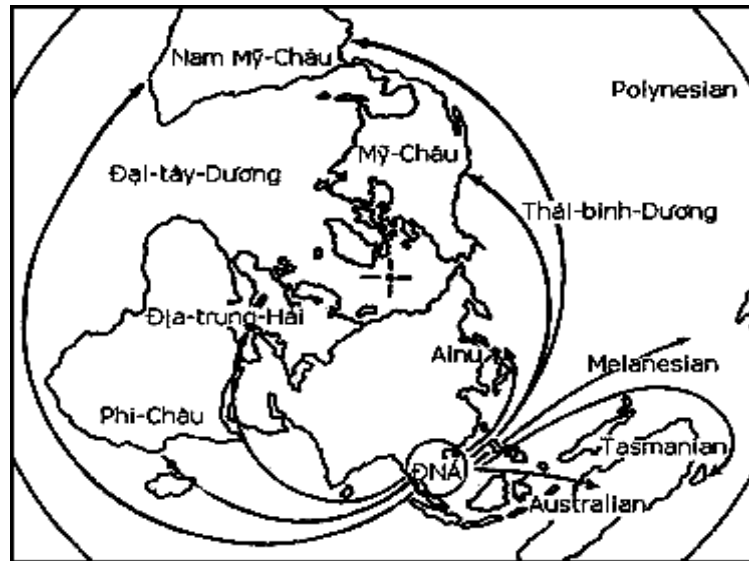 Nam Mỹ-Châu
Polynesian
Mỹ-Châu
Đại-tây-Dương
Thái-bình-Dương
Địa-trung-Hải
Ainu
Melanesian
Phi-Châu
Tasmanian
ĐNÁ
Australian